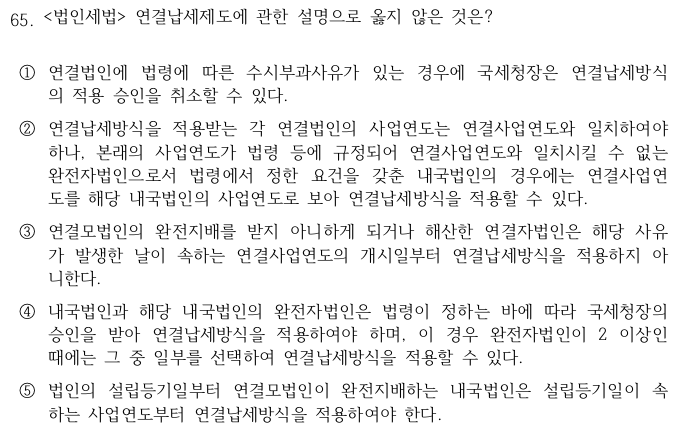 65. <법인세법> 연결납세제도에 관한 설명으로 옳지 않은 것은?
① 연결법인에 법령에 따른 수시부과사유가 있는 경우에 국세청장은 연결납세방식
의 적용 승인을 취소할 수 있다.
② 연결납세방식을 적용받는 각 연결법인의 사업연도는 연결사업연도와 일치하여야
하나, 본래의 사업연도가 법령 등에 규정되어 연결사업연도와 일치시킬 수 없는
완전자법인으로서 법령에서 정한 요건을 갖춘 내국법인의 경우에는 연결사업연
도를 해당 내국법인의 사업연도로 보아 연결납세방식을 적용할 수 있다.
③ 연결모법인의 완전지배를 받지 아니하게 되거나 해산한 연결자법인은 해당 사유
가 발생한 날이 속하는 연결사업연도의 개시일부터 연결납세방식을 적용하지 아
니한다.
④ 내국법인과 해당 내국법인의 완전자법인은 법령이 정하는 바에 따라 국세청장의
승인을 받아 연결납세방식을 적용하여야 하며, 이 경우 완전자법인이 2 이상인
때에는 그 중 일부를 선택하여 연결납세방식을 적용할 수 있다.
⑤ 법인의 설립등기일부터 연결모법인이 완전지배하는 내국법인은 설립등기일이 속
하는 사업연도부터 연결납세방식을 적용하여야 한다.